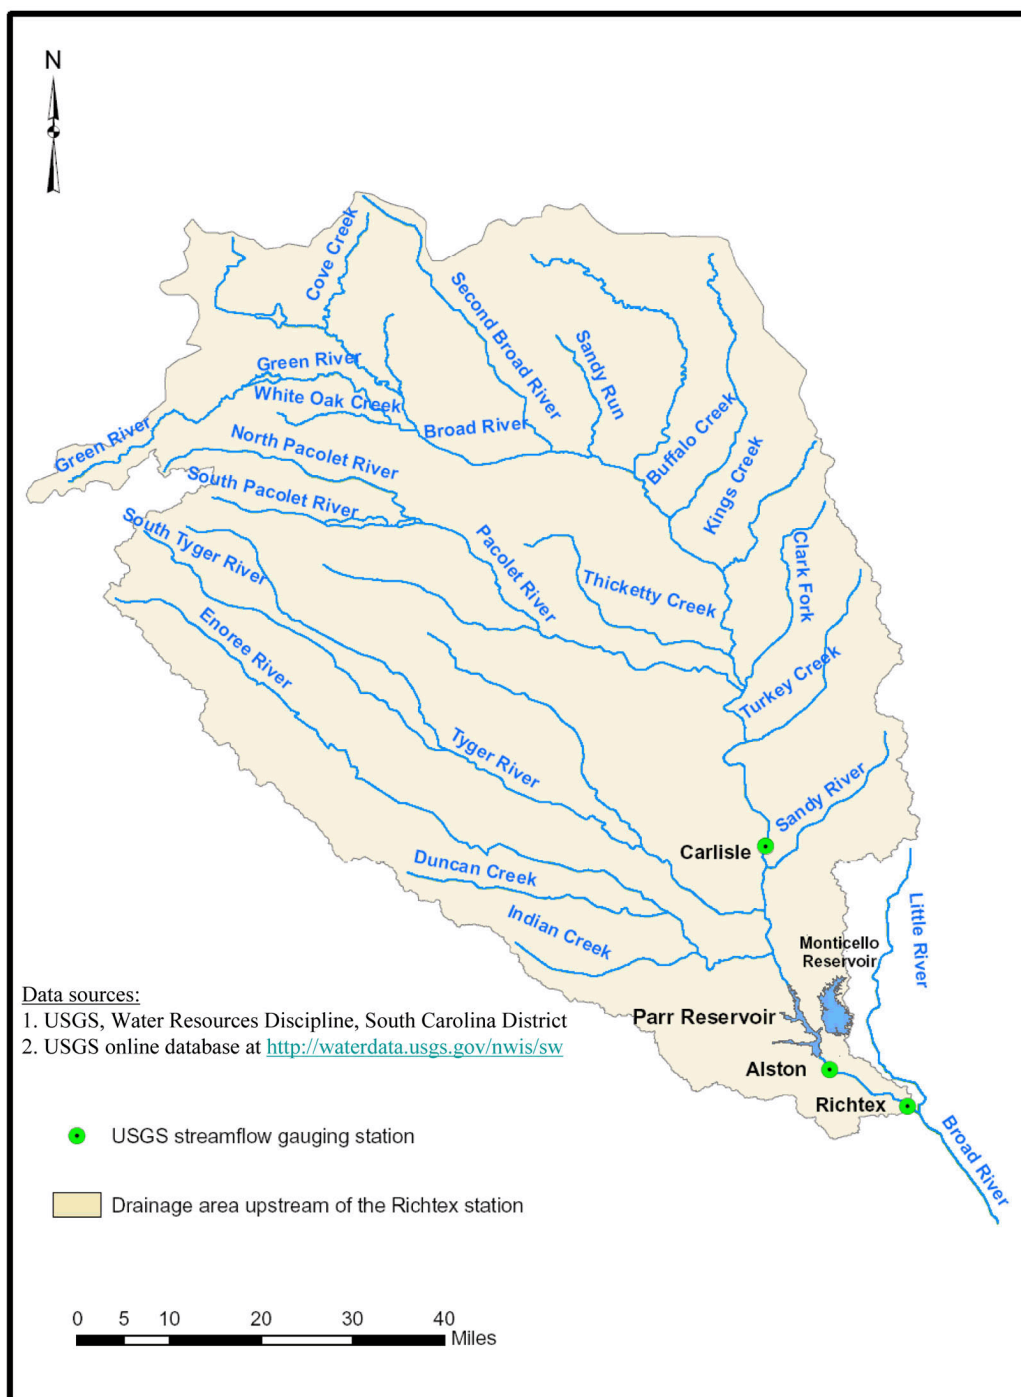 N
Cove Creek
Second Broad River
Sandy Run
Green River
White Oak Creek
Broad River
Buffalo Creek
Green River
North Pacolet River
Kings Creek
South Pacolet River
South Tyger River
Pacolet River
Clark Fork
Thicketty Creek
Enoree River
Turkey Creek
Tyger River
Sandy River
Carlisle
Duncan Creek
Indian Creek
Little River
Monticello
Reservoir
Data sources:
1. USGS, Water Resources Discipline, South Carolina District
2. USGS online database at http://waterdata.usgs.gov/nwis/sw
Parr Reservoir
Alston
Richtex
Broad River
USGS streamflow gauging station
Drainage area upstream of the Richtex station
0 5 10 20 30 40
Miles